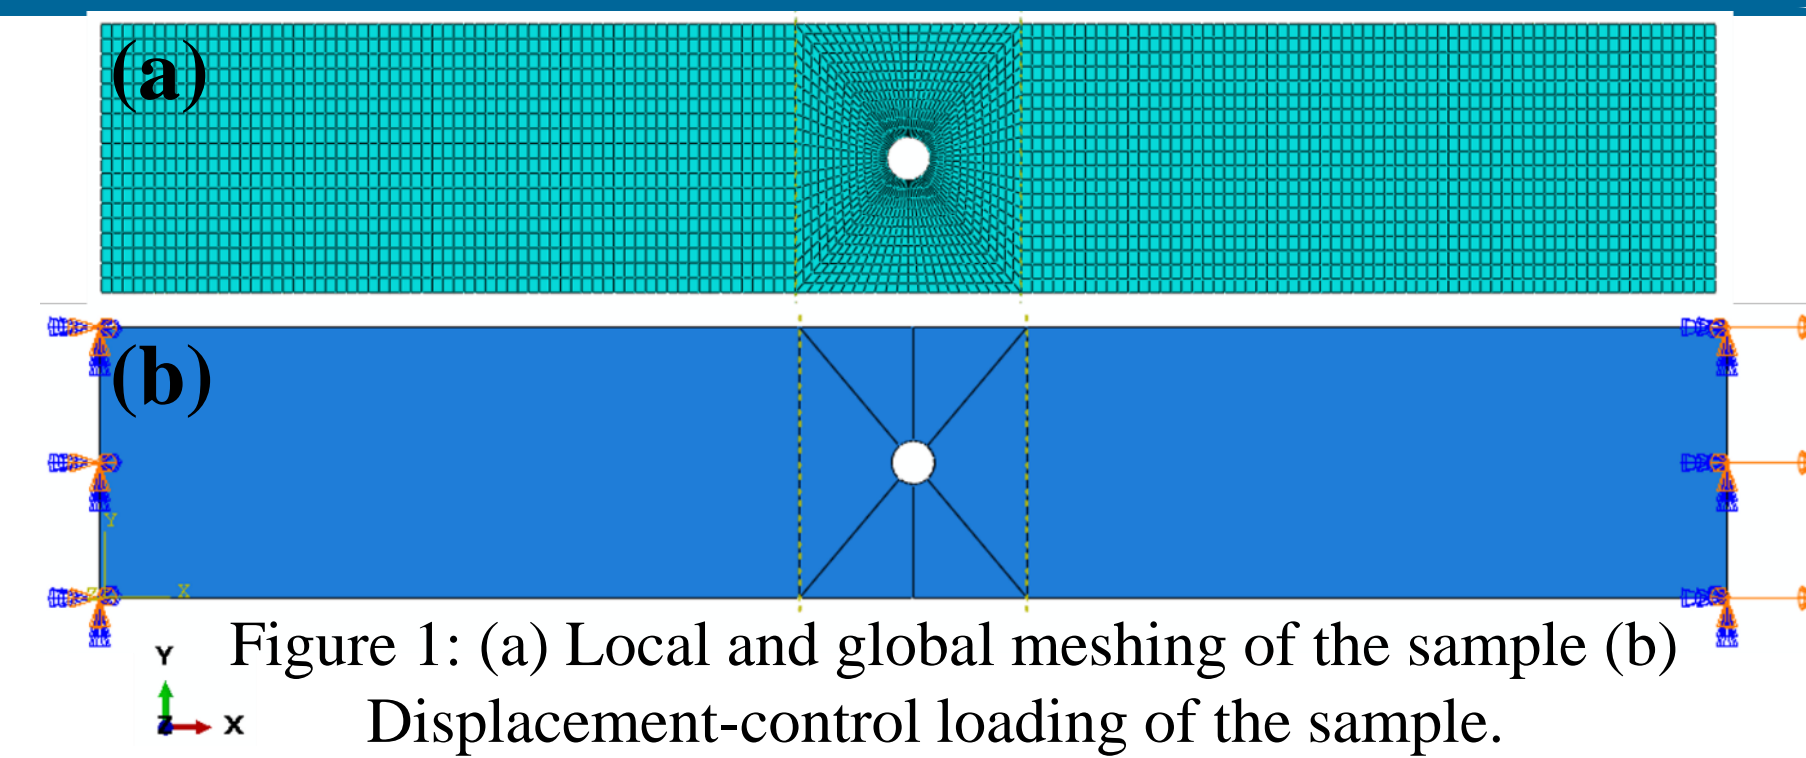 (a)
(b)
Y
X
Z
Figure 1: (a) Local and global meshing of the sample (b)
Displacement-control loading of the sample.
Y
Z
X